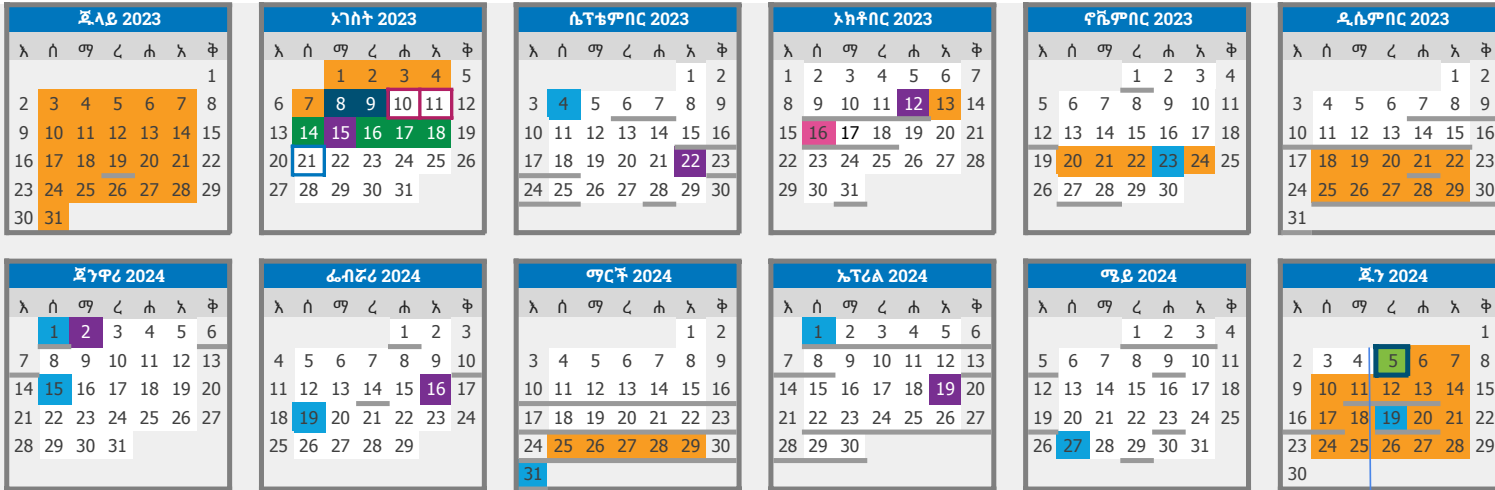 ጁላይ 2023
እ ሰ ማ ረ ሐ አ ቅ
1
2 3 4 5 6 7 8
9 10 11 12 13 14 15
16 17 18 19 20 21 22
23 24 25 26 27 28 29
30 31
ኦገስት 2023
እ ሰ ማ ረ ሐ አ ቅ
1 2 3 4 5
6 7 8 9 10 11 12
13 14 15 16 17 18 19
20 21 22 23 24 25 26
27 28 29 30 31
ሴፕቴምበር 2023
እ ሰ ማ ረ ሐ አ ቅ
1 2
3 4 5 6 7 8 9
10 11 12 13 14 15 16
17 18 19 20 21 22 23
24 25 26 27 28 29 30
ኦክቶበር 2023
እ ሰ ማ ረ ሐ አ ቅ
1 2 3 4 5 6 7
8 9 10 11 12 13 14
15 16 17 18 19 20 21
22 23 24 25 26 27 28
29 30 31
ኖቬምበር 2023
እ ሰ ማ ረ ሐ አ ቅ
1 2 3 4
5 6 7 8 9 10 11
12 13 14 15 16 17 18
19 20 21 22 23 24 25
26 27 28 29 30
ዲሴምበር 2023
እ ሰ ማ ረ ሐ አ ቅ
1 2
3 4 5 6 7 8 9
10 11 12 13 14 15 16
17 18 19 20 21 22 23
24 25 26 27 28 29 30
31
ጃንዋሪ 2024
እ ሰ ማ ረ ሐ አ ቅ
1 2 3 4 5 6
7 8 9 10 11 12 13
14 15 16 17 18 19 20
21 22 23 24 25 26 27
28 29 30 31
ፌብሯሪ 2024
እ ሰ ማ ረ ሐ አ ቅ
1 2 3
4 5 6 7 8 9 10
11 12 13 14 15 16 17
18 19 20 21 22 23 24
25 26 27 28 29
ማርች 2024
እ ሰ ማ ረ ሐ አ ቅ
1 2
3 4 5 6 7 8 9
10 11 12 13 14 15 16
17 18 19 20 21 22 23
24 25 26 27 28 29 30
31
ኤፕሪል 2024
እ ሰ ማ ረ ሐ አ ቅ
1 2 3 4 5 6
7 8 9 10 11 12 13
14 15 16 17 18 19 20
21 22 23 24 25 26 27
28 29 30
ሜይ 2024
እ ሰ ማ ረ ሐ አ ቅ
1 2 3 4
5 6 7 8 9 10 11
12 13 14 15 16 17 18
19 20 21 22 23 24 25
26 27 28 29 30 31
ጁን 2024
እ ሰ ማ ረ ሐ አ ቅ
1
2 3 4 5 6 7 8
9 10 11 12 13 14 15
16 17 18 19 20 21 22
23 24 25 26 27 28 29
30